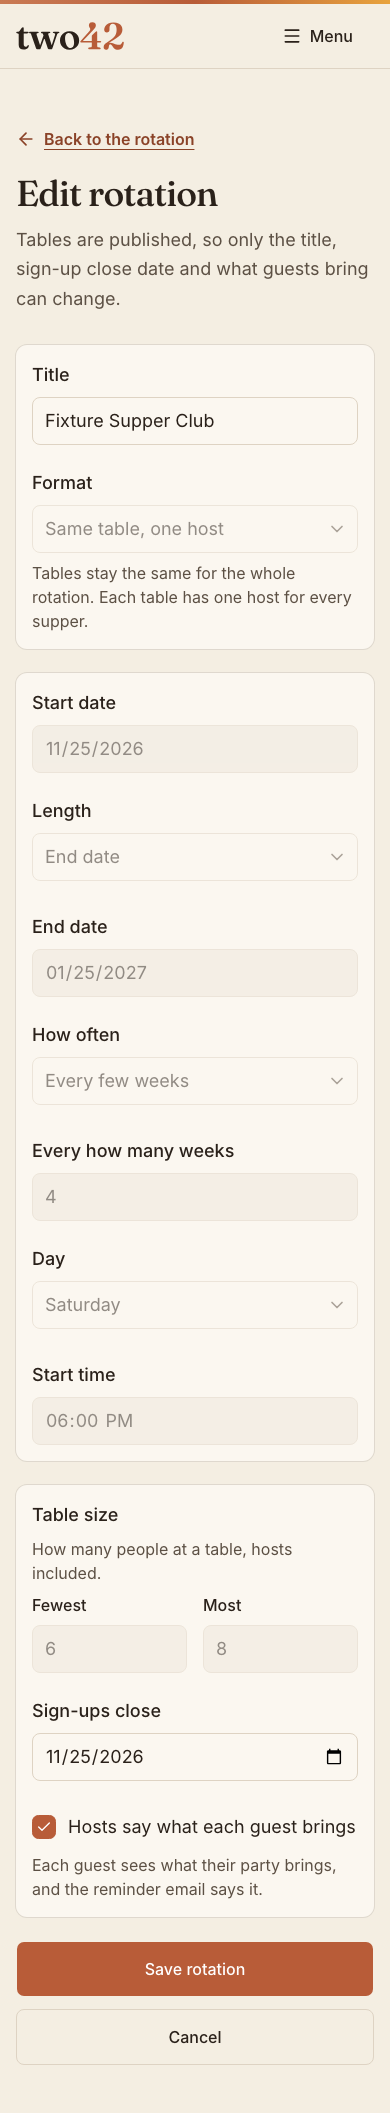 two42
Menu
Back to the rotation
Edit rotation
Tables are published, so only the title,
sign-up close date and what guests bring
can change.
Title
Fixture Supper Club
Format
Same table, one host
Tables stay the same for the whole
rotation. Each table has one host for every
supper.
Start date
11/25/2026
Length
End date
End date
01/25/2027
How often
Every few weeks
Every how many weeks
4
Day
Saturday
Start time
06:00 PM
Table size
How many people at a table, hosts
included.
Fewest Most
6 8
Sign-ups close
11/25/2026
Hosts say what each guest brings
Each guest sees what their party brings,
and the reminder email says it.
Save rotation
Cancel